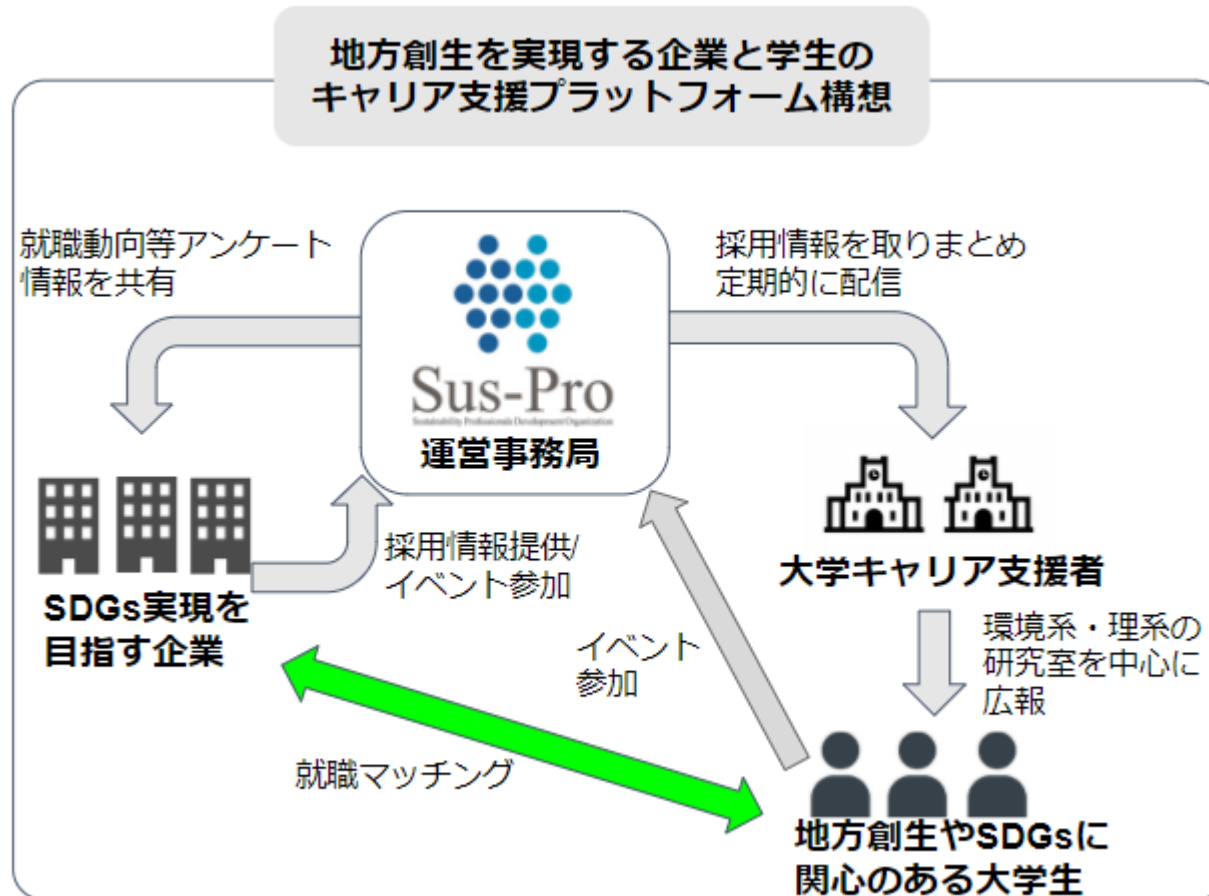 地方創生を実現する企業と学生の
キャリア支援プラットフォーム構想
就職動向等アンケート
情報を共有
採用情報を取りまとめ
定期的に配信
Sus-Pro
Sustainability Professionals Development Organization
運営事務局
採用情報提供/
イベント参加
大学キャリア支援者
SDGs実現を
目指す企業
イベント
参加
環境系・理系の
研究室を中心に
広報
就職マッチング
地方創生やSDGsに
関心のある大学生